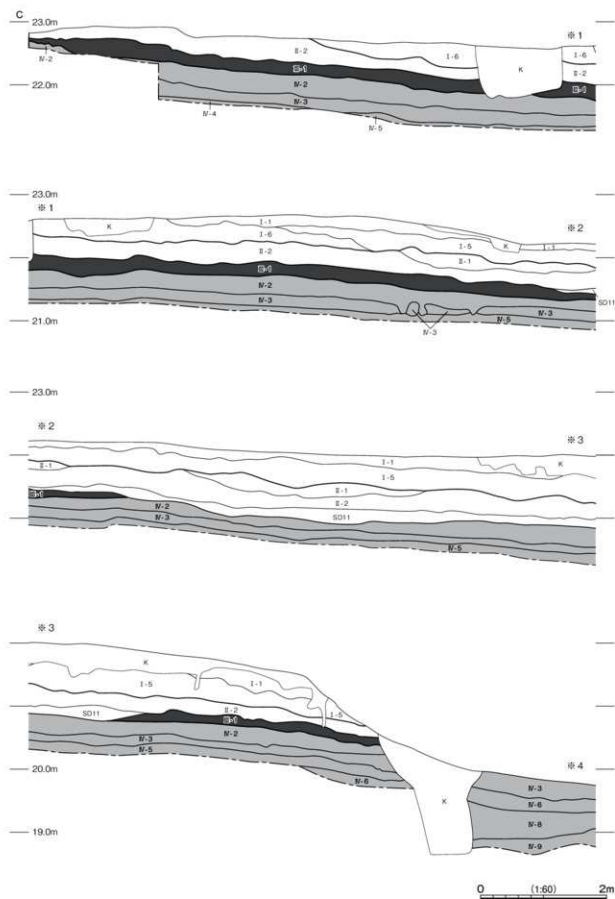 C
23.0m
※1
Ⅱ-2
Ⅰ-6
Ⅰ-6
K
Ⅳ-2
Ⅱ-2
22.0m
Ⅲ-1
Ⅲ-1
Ⅳ-2
Ⅳ-3
Ⅳ-4
Ⅳ-5
23.0m
※1
※2
K
Ⅰ-1
Ⅰ-6
Ⅰ-5
K
Ⅰ-1
Ⅱ-2
Ⅱ-1
Ⅲ-1
Ⅳ-2
Ⅳ-3
SD11
Ⅳ-3
21.0m
Ⅳ-5
Ⅳ-3
23.0m
※2
※3
Ⅰ-1
K
Ⅱ-1
Ⅰ-5
Ⅱ-1
Ⅱ-2
Ⅳ-2
SD11
Ⅳ-3
Ⅳ-5
※3
K
Ⅰ-5
Ⅰ-1
Ⅱ-2
SD11
Ⅰ-5
Ⅲ-1
Ⅳ-2
Ⅳ-3
Ⅳ-5
20.0m
※4
Ⅳ-6
Ⅳ-3
K
Ⅳ-6
Ⅳ-8
19.0m
Ⅳ-9
0 (1:60) 2m